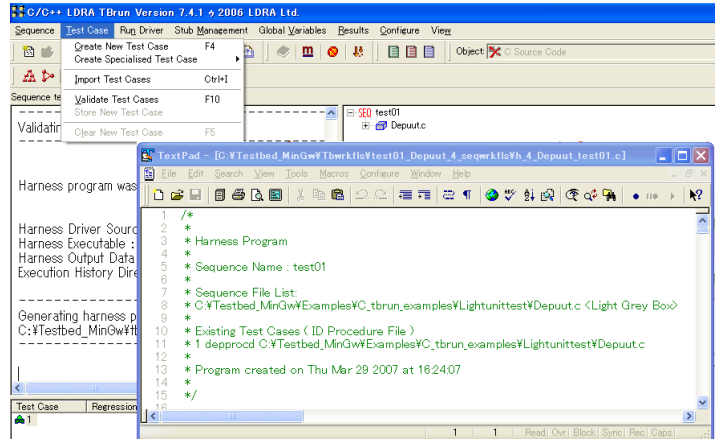 C/C++ LDRA TBrun Version 7.4.1 © 2006 LDRA Ltd.
Sequence Test Case Run Driver Stub Management Global Variables Results Configure View
Create New Test Case F4
Create Specialised Test Case
Import Test Cases Ctrl+I
Validate Test Cases F10
Store New Test Case
Clear New Test Case F5
Object: C Source Code
Sequence te
SEQ test01
Depuut.c
Validatin
Harness program was
Harness Driver Sourc
Harness Executable :
Harness Output Data
Execution History Dire
Generating harness p
C:¥Testbed_MinGw¥tb
Test Case Regression
1
TextPad - [C:¥Testbed_MinGw¥Tbwrkfls¥test01_Depuut_4_seqwrkfls¥h_4_Depuut_test01.c]
File Edit Search View Tools Macros Configure Window Help
1 /*
2 *
3 * Harness Program
4 *
5 * Sequence Name : test01
6 *
7 * Sequence File List:
8 * C:¥Testbed_MinGw¥Examples¥C_tbrun_examples¥Lightunittest¥Depuut.c <Light Grey Box>
9 *
10 * Existing Test Cases ( ID Procedure File )
11 * 1 depprocd C:¥Testbed_MinGw¥Examples¥C_tbrun_examples¥Lightunittest¥Depuut.c
12 *
13 * Program created on Thu Mar 29 2007 at 16:24:07
14 *
15 */
16
1 1 Read Ovr Block Sync Rec Caps